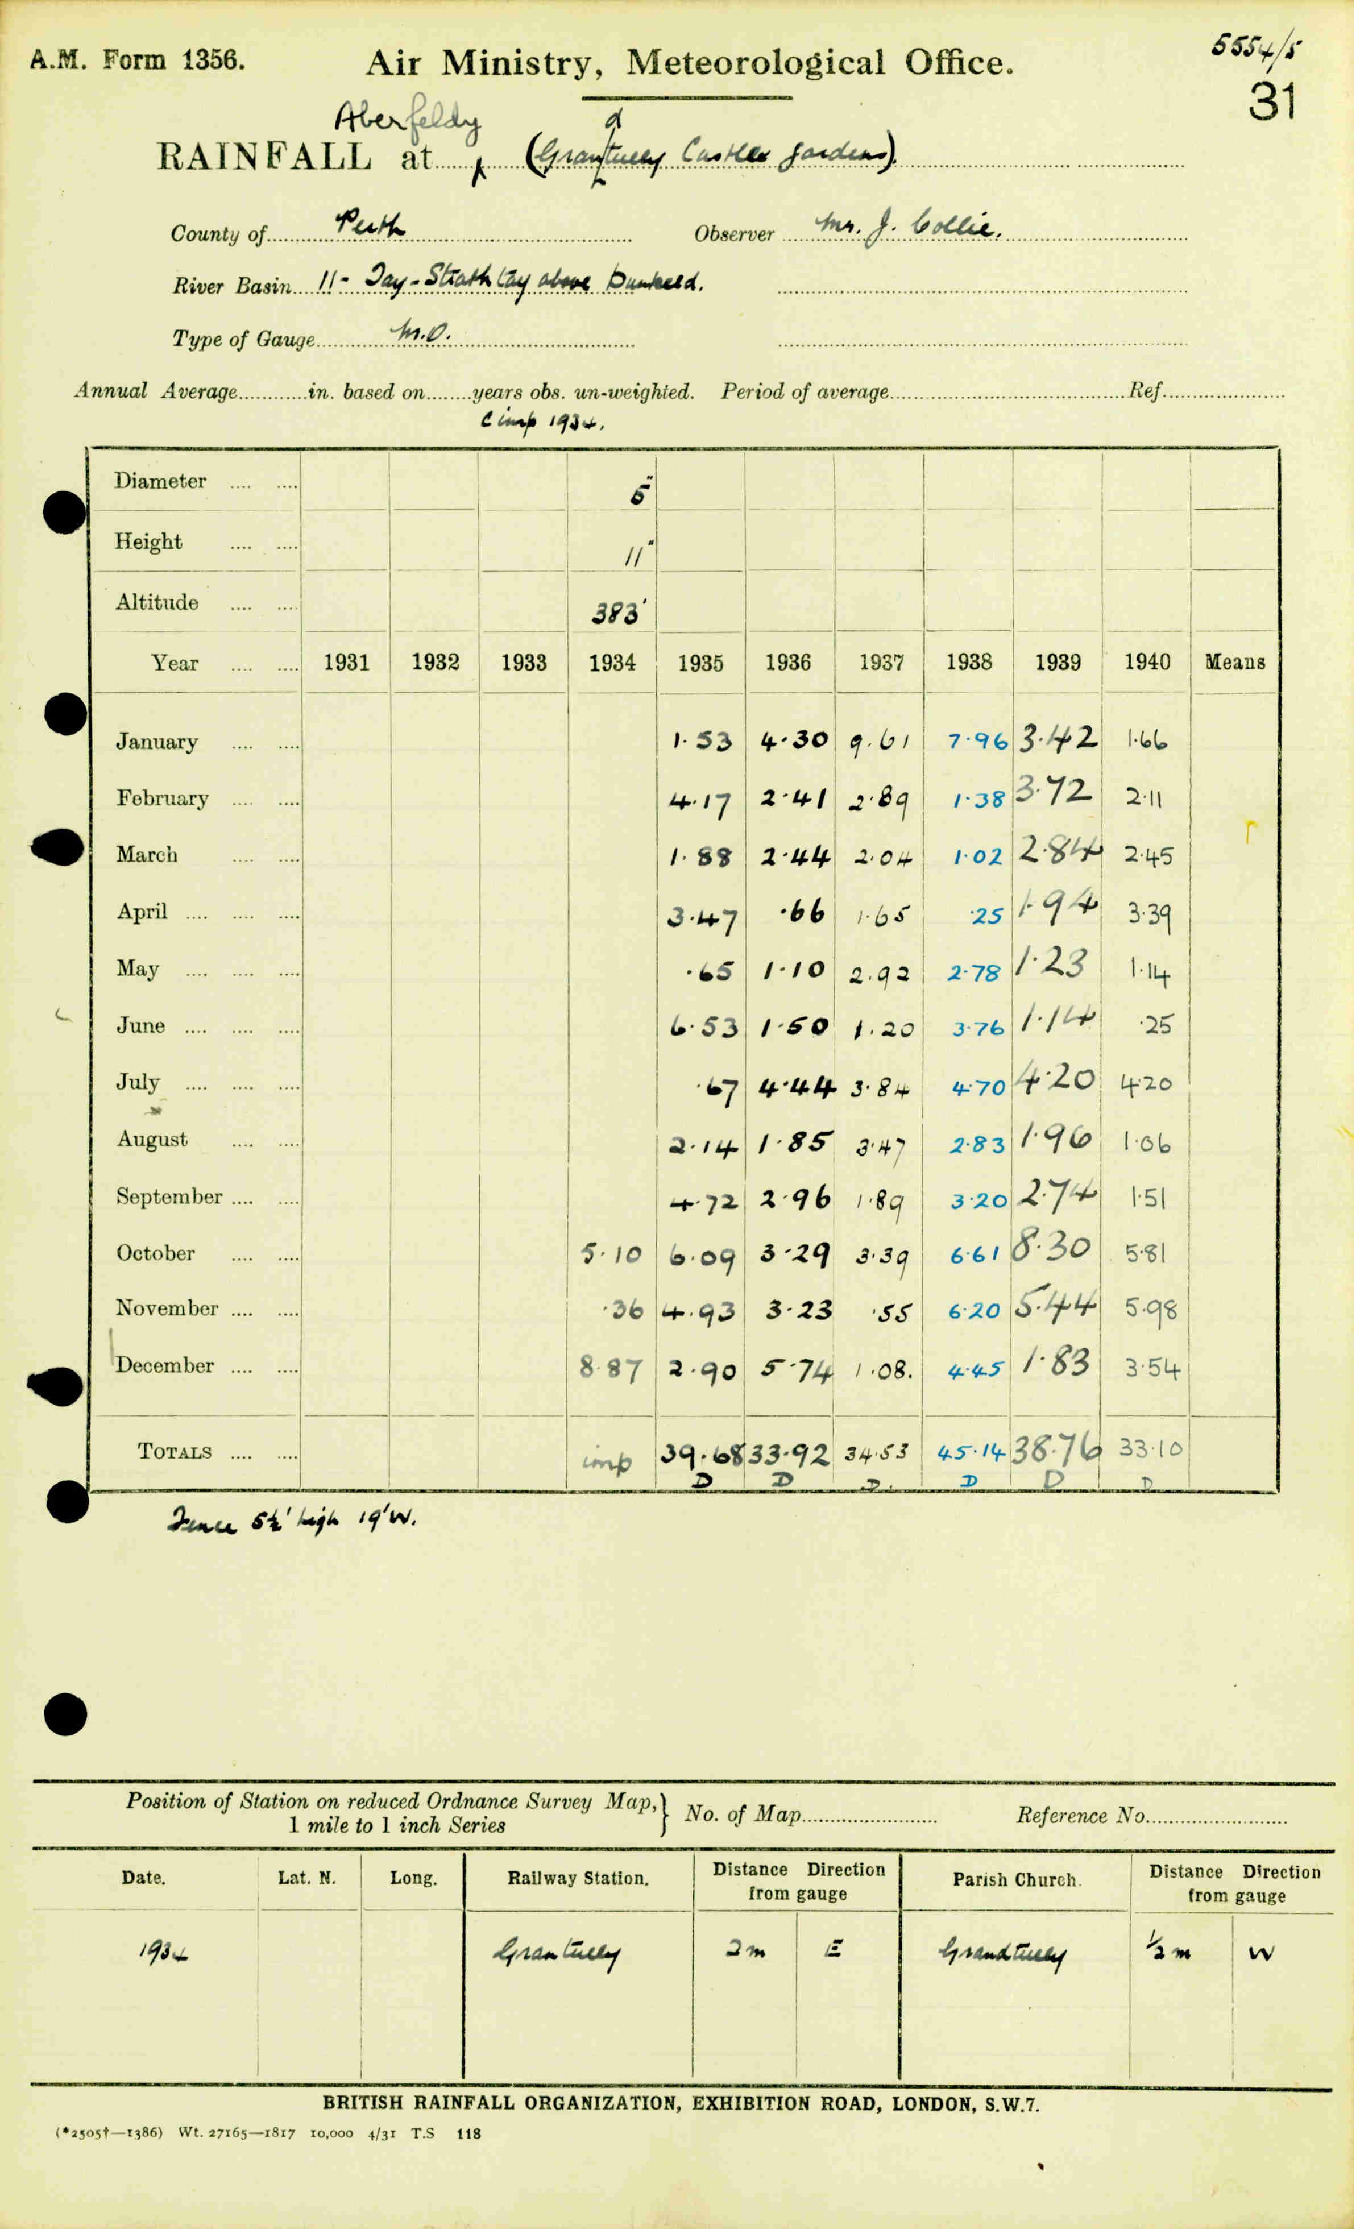 5554/5
A.M. Form 1356. Air Ministry, Meteorological Office.
31
Aberfeldy d
RAINFALL at (Grantully Castle Gardens).
County of Perth Observer Mr. J. Collie.
River Basin 11 - Tay - Strathtay above Dunkeld.
Type of Gauge M.O.
Annual Average in. based on years obs. un-weighted. Period of average Ref.
C imp 1934.
Diameter 5"
Height 11"
Altitude 383'
Year 1931 1932 1933 1934 1935 1936 1937 1938 1939 1940 Means
January 1.53 4.30 9.61 7.96 3.42 1.66
February 4.17 2.41 2.89 1.38 3.72 2.11
March 1.88 2.44 2.04 1.02 2.84 2.45
April 3.47 .66 1.65 .25 1.94 3.39
May .65 1.10 2.92 2.78 1.23 1.14
June 6.53 1.50 1.20 3.76 1.14 .25
July .67 4.44 3.84 4.70 4.20 4.20
August 2.14 1.85 3.47 2.83 1.96 1.06
September 4.72 2.96 1.89 3.20 2.74 1.51
October 5.10 6.09 3.29 3.39 6.61 8.30 5.81
November .36 4.93 3.23 .55 6.20 5.44 5.98
December 8.87 2.90 5.74 1.08. 4.45 1.83 3.54
TOTALS imp 39.68 33.92 34.53 45.14 38.76 33.10
D D D. D D D
Fence 5½' high 19' W.
Position of Station on reduced Ordnance Survey Map, } No. of Map Reference No.
1 mile to 1 inch Series
Date. Lat. N. Long. Railway Station. Distance Direction from gauge Parish Church. Distance Direction from gauge
1934 Grantully 2m E Grandtully ½ m W
BRITISH RAINFALL ORGANIZATION, EXHIBITION ROAD, LONDON, S.W.7.
(*2505†—1386) Wt. 27165—1817 10,000 4/31 T.S 118